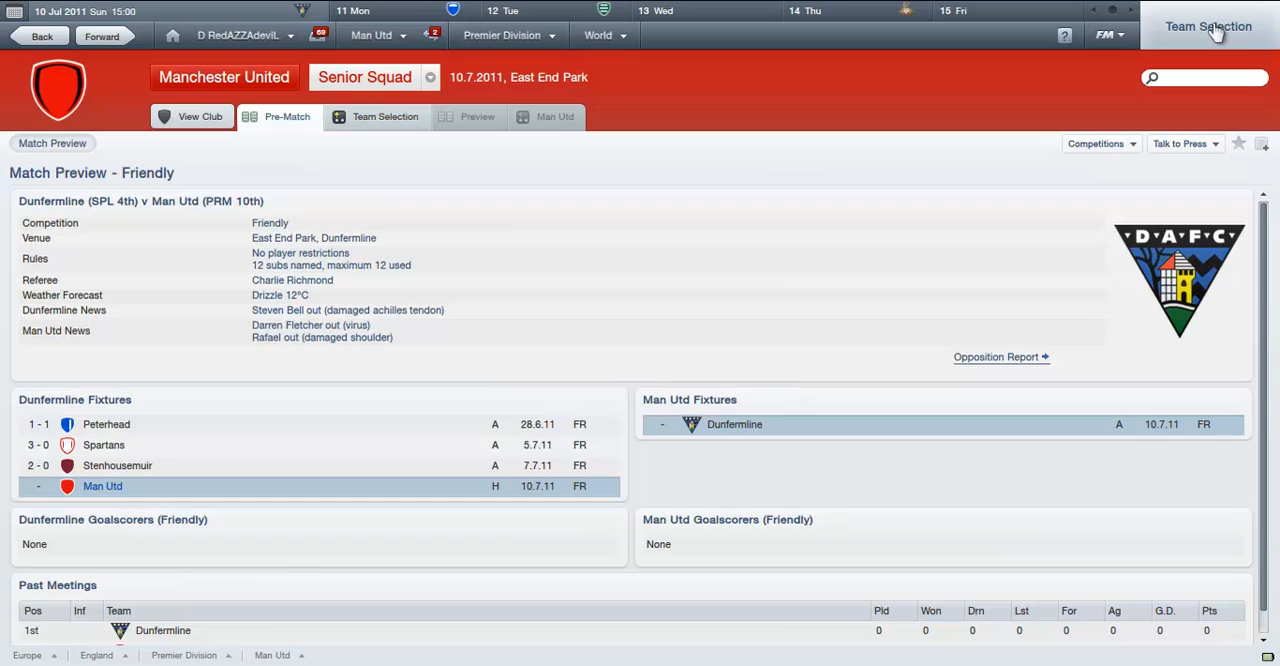 10 Jul 2011 Sun 15:00
11 Mon
12 Tue
13 Wed
14 Thu
15 Fri
Team Selection
Back
Forward
D RedAZZAdeviL
69
Man Utd
2
Premier Division
World
?
FM
Manchester United
Senior Squad
10.7.2011, East End Park
View Club
Pre-Match
Team Selection
Preview
Man Utd
Match Preview
Competitions
Talk to Press
Match Preview - Friendly
Dunfermline (SPL 4th) v Man Utd (PRM 10th)
Competition Friendly
Venue East End Park, Dunfermline
Rules No player restrictions
12 subs named, maximum 12 used
Referee Charlie Richmond
Weather Forecast Drizzle 12°C
Dunfermline News Steven Bell out (damaged achilles tendon)
Man Utd News Darren Fletcher out (virus)
Rafael out (damaged shoulder)
D·A·F·C
Opposition Report
Dunfermline Fixtures
1 - 1 Peterhead A 28.6.11 FR
3 - 0 Spartans A 5.7.11 FR
2 - 0 Stenhousemuir A 7.7.11 FR
- Man Utd H 10.7.11 FR
Man Utd Fixtures
- Dunfermline A 10.7.11 FR
Dunfermline Goalscorers (Friendly)
None
Man Utd Goalscorers (Friendly)
None
Past Meetings
Pos Inf Team Pld Won Drn Lst For Ag G.D. Pts
1st Dunfermline 0 0 0 0 0 0 0 0
Europe
England
Premier Division
Man Utd